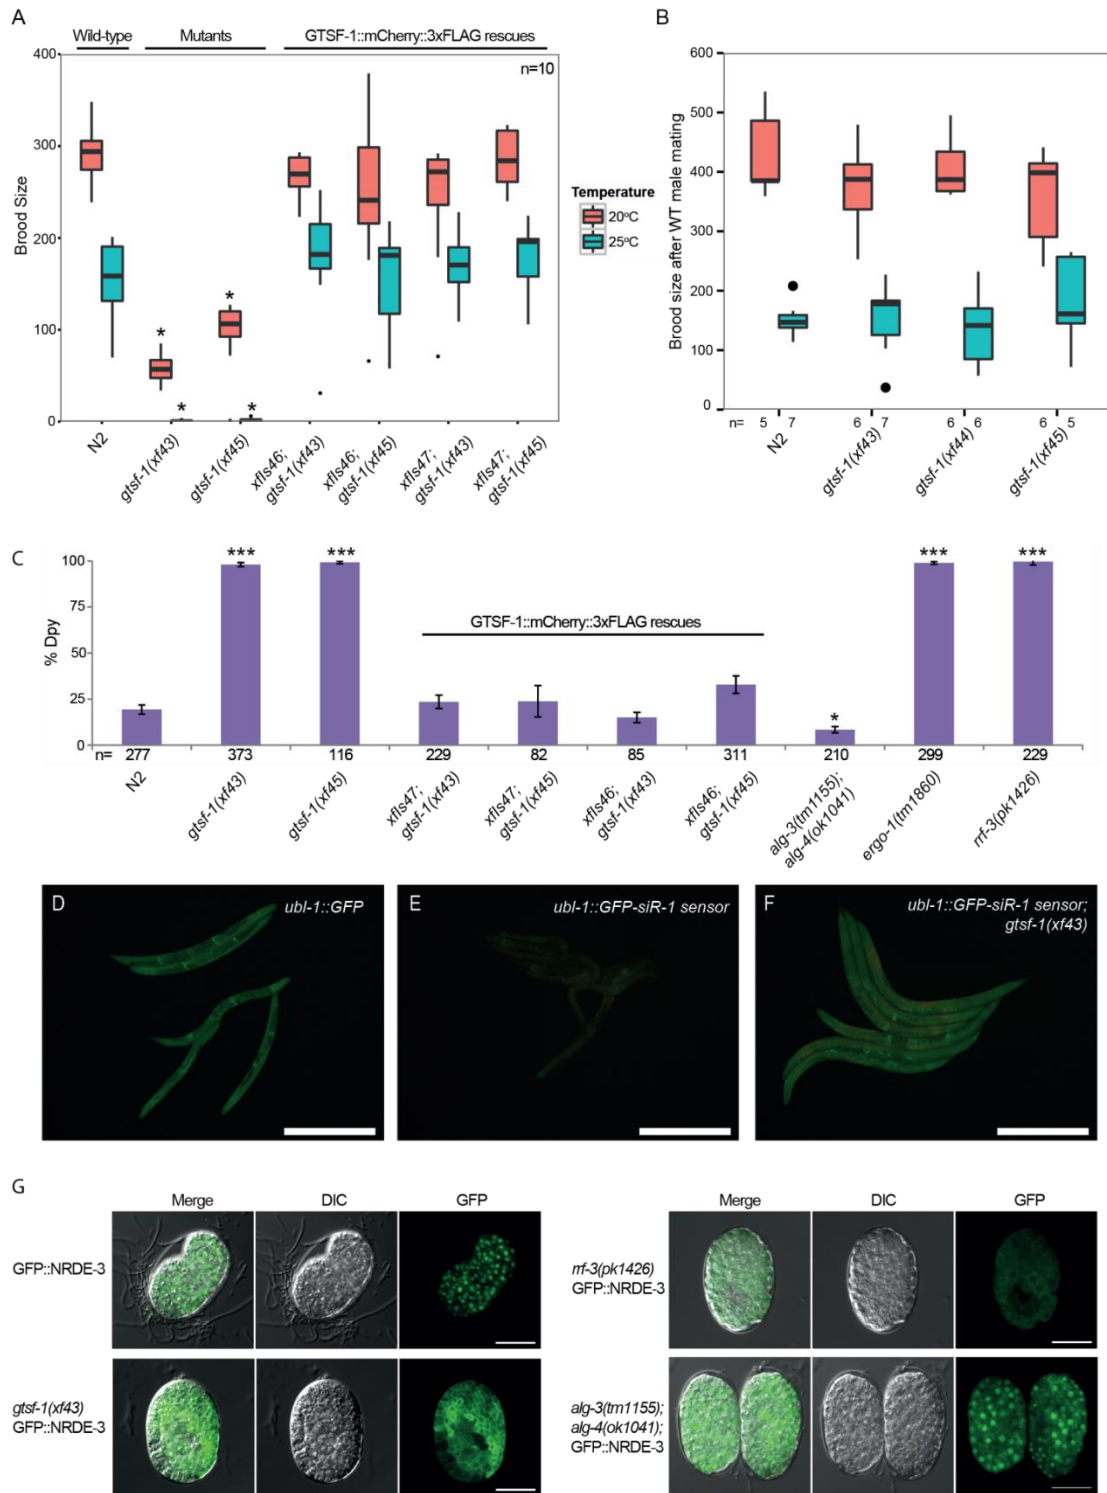 A
Wild-type Mutants GTSF-1::mCherry::3xFLAG rescues
n=10
Brood Size
400
300
200
100
0
N2
gtsf-1(xf43)
gtsf-1(xf45)
xfIs46;
gtsf-1(xf43)
xfIs46;
gtsf-1(xf45)
xfIs47;
gtsf-1(xf43)
xfIs47;
gtsf-1(xf45)
* * * *
Temperature
20°C
25°C
B
Brood size after WT male mating
600
500
400
300
200
100
0
n= 5 7 6 7 6 6 6 5
N2
gtsf-1(xf43)
gtsf-1(xf44)
gtsf-1(xf45)
C
% Dpy
100
75
50
25
0
*** *** * *** ***
GTSF-1::mCherry::3xFLAG rescues
n= 277 373 116 229 82 85 311 210 299 229
N2
gtsf-1(xf43)
gtsf-1(xf45)
xfIs47;
gtsf-1(xf43)
xfIs47;
gtsf-1(xf45)
xfIs46;
gtsf-1(xf43)
xfIs46;
gtsf-1(xf45)
alg-3(tm1155);
alg-4(ok1041)
ergo-1(tm1860)
rrf-3(pk1426)
D ubl-1::GFP
E ubl-1::GFP-siR-1 sensor
F ubl-1::GFP-siR-1 sensor;
gtsf-1(xf43)
G
Merge DIC GFP
GFP::NRDE-3
gtsf-1(xf43)
GFP::NRDE-3
Merge DIC GFP
rrf-3(pk1426)
GFP::NRDE-3
alg-3(tm1155);
alg-4(ok1041);
GFP::NRDE-3